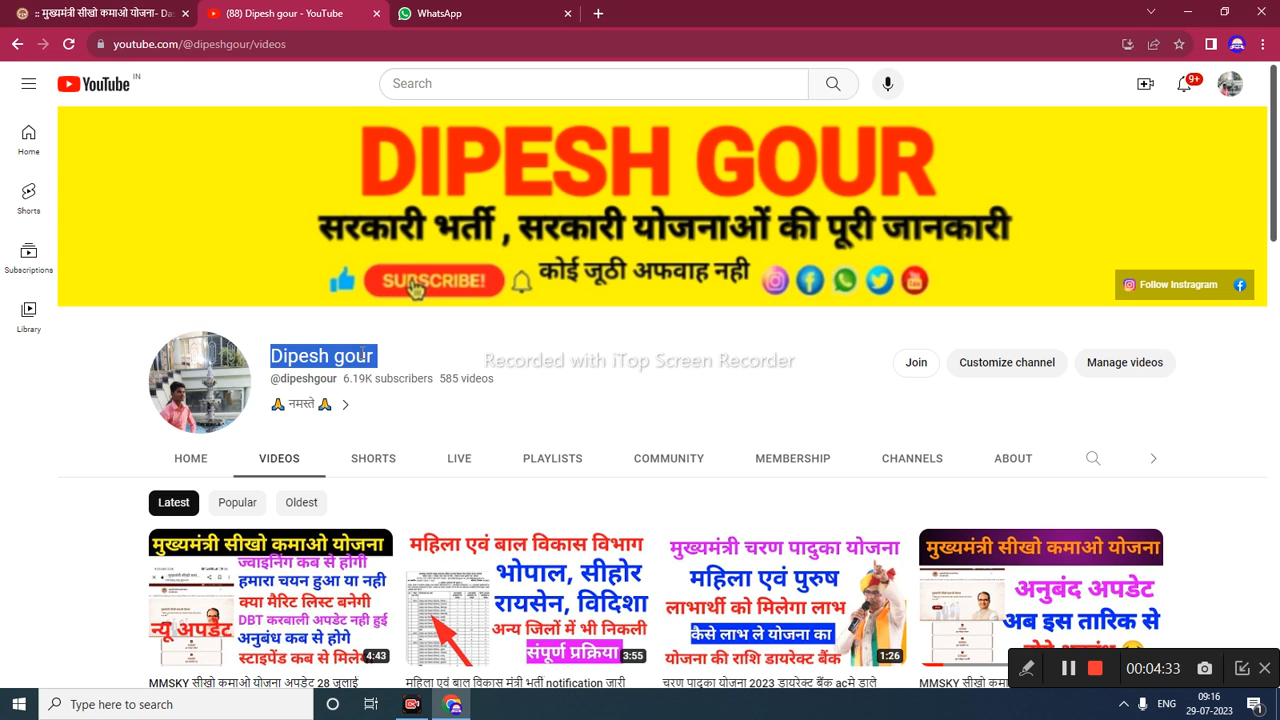 :: मुख्यमंत्री सीखो कमाओ योजना- Da
(88) Dipesh gour - YouTube
WhatsApp
youtube.com/@dipeshgour/videos
YouTube IN
Search
9+
DIPESH GOUR
सरकारी भर्ती , सरकारी योजनाओं की पूरी जानकारी
SUBSCRIBE!
कोई जूठी अफवाह नही
Follow Instagram
Home
Shorts
Subscriptions
Library
Dipesh gour
Recorded with iTop Screen Recorder
@dipeshgour 6.19K subscribers 585 videos
🙏 नमस्ते 🙏
Join
Customize channel
Manage videos
HOME VIDEOS SHORTS LIVE PLAYLISTS COMMUNITY MEMBERSHIP CHANNELS ABOUT
Latest Popular Oldest
मुख्यमंत्री सीखो कमाओ योजना
ज्वाइनिंग कब से होगी
हमारा चयन हुआ या नही
क्या मैरिट लिस्ट बनेगी
DBT करबाली अपडेट नही हुई
अनुबंध कब से होगे
स्टाइपेंड कब से
न्यू अपडेट
4:43
MMSKY सीखो कमाओ योजना अपडेट 28 जुलाई
महिला एवं बाल विकास विभाग
भोपाल, सीहोर
रायसेन, विदिशा
अन्य जिलों में भी निकली
संपूर्ण प्रक्रिया
3:55
महिला एवं बाल विकास मंत्री भर्ती notification जारी
मुख्यमंत्री चरण पादुका योजना
महिला एवं पुरुष
लाभार्थी को मिलेगा लाभ
कैसे लाभ ले योजना का
योजना की राशि डायरेक्ट बैंक
1:26
चरण पादुका योजना 2023 डायरेक्ट बैंक acमे डाले
मुख्यमंत्री सीखो कमाओ योजना
अनुबंद अपडेट
अब इस तारिक से
MMSKY सीखो कमा
00:04:33
Type here to search
ENG
09:16
29-07-2023
1